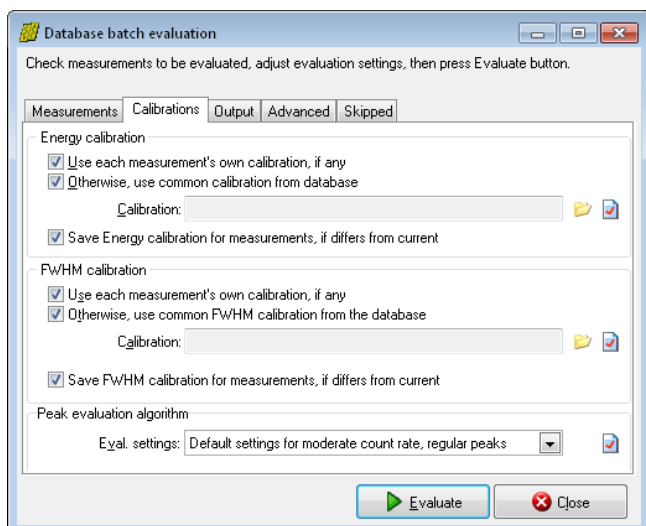 Database batch evaluation
Check measurements to be evaluated, adjust evaluation settings, then press Evaluate button.
Measurements Calibrations Output Advanced Skipped
Energy calibration
Use each measurement's own calibration, if any
Otherwise, use common calibration from database
Calibration:
Save Energy calibration for measurements, if differs from current
FWHM calibration
Use each measurement's own calibration, if any
Otherwise, use common FWHM calibration from the database
Calibration:
Save FWHM calibration for measurements, if differs from current
Peak evaluation algorithm
Eval. settings: Default settings for moderate count rate, regular peaks
Evaluate Close